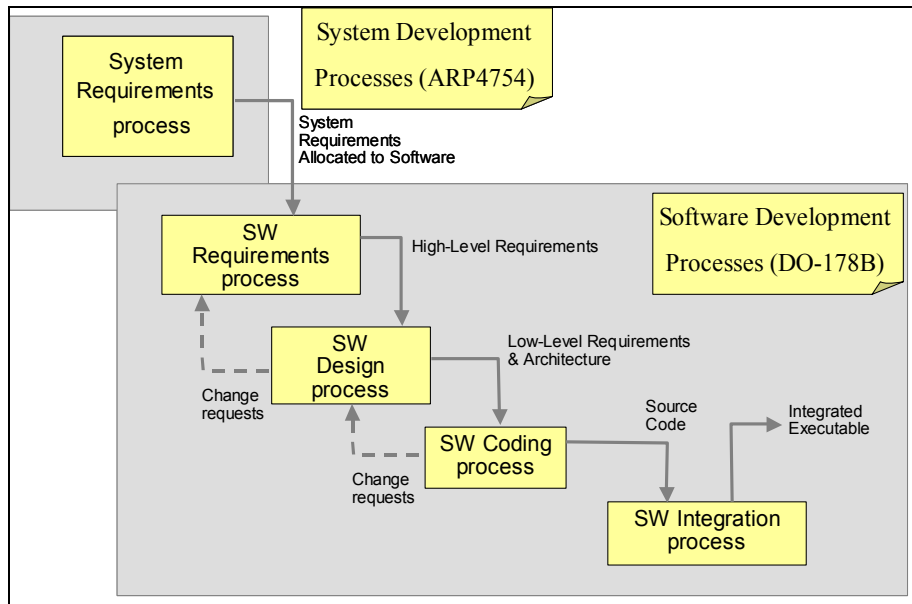 System
Requirements
process
System Development
Processes (ARP4754)
System
Requirements
Allocated to Software
Software Development
Processes (DO-178B)
SW
Requirements
process
High-Level Requirements
SW
Design
process
Low-Level Requirements
& Architecture
Change
requests
SW Coding
process
Source
Code
Integrated
Executable
Change
requests
SW Integration
process